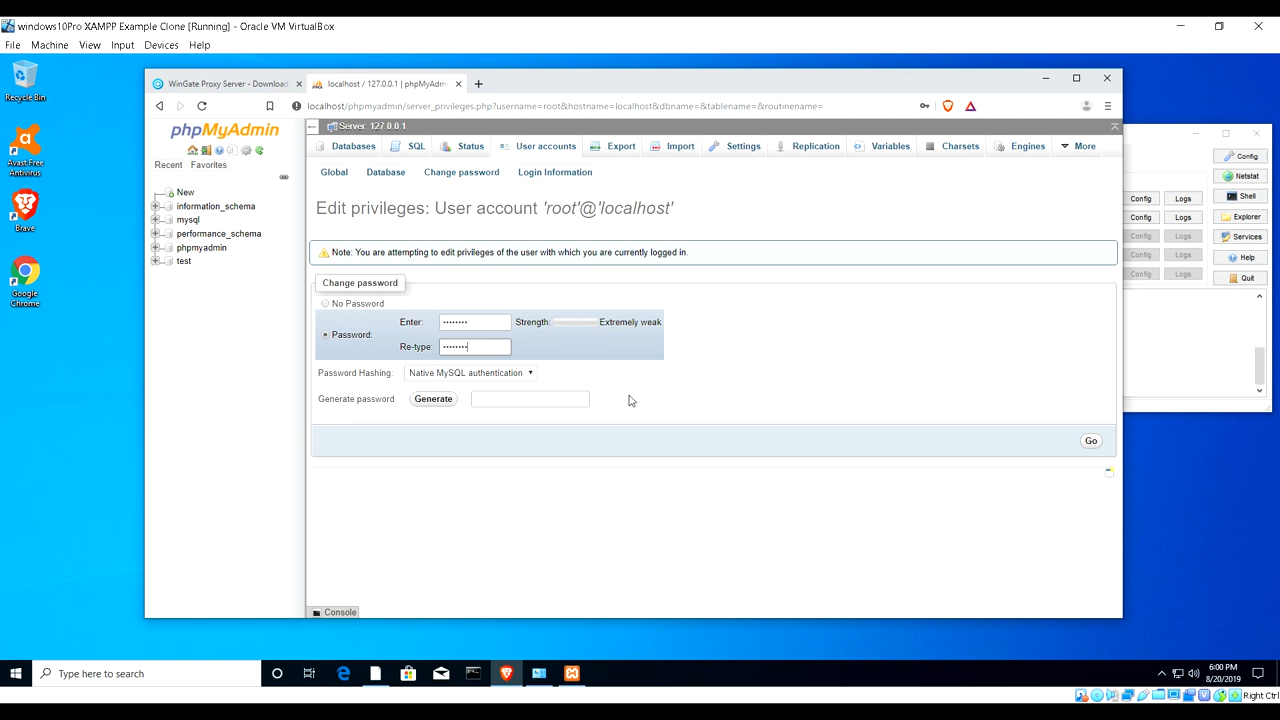 windows10Pro XAMPP Example Clone [Running] - Oracle VM VirtualBox
File Machine View Input Devices Help
Recycle Bin
Avast Free
Antivirus
Brave
Google
Chrome
WinGate Proxy Server - Download
localhost / 127.0.0.1 | phpMyAdm
localhost/phpmyadmin/server_privileges.php?username=root&hostname=localhost&dbname=&tablename=&routinename=
phpMyAdmin
Recent Favorites
New
information_schema
mysql
performance_schema
phpmyadmin
test
Server: 127.0.0.1
Databases SQL Status User accounts Export Import Settings Replication Variables Charsets Engines More
Global Database Change password Login Information
Edit privileges: User account 'root'@'localhost'
Note: You are attempting to edit privileges of the user with which you are currently logged in.
Change password
No Password
Password:
Enter: •••••••• Strength: Extremely weak
Re-type: ••••••••
Password Hashing: Native MySQL authentication
Generate password Generate
Go
Console
Config
Netstat
Config Logs Shell
Config Logs Explorer
Config Logs Services
Config Logs Help
Config Logs Quit
Type here to search
6:00 PM
8/20/2019
Right Ctrl